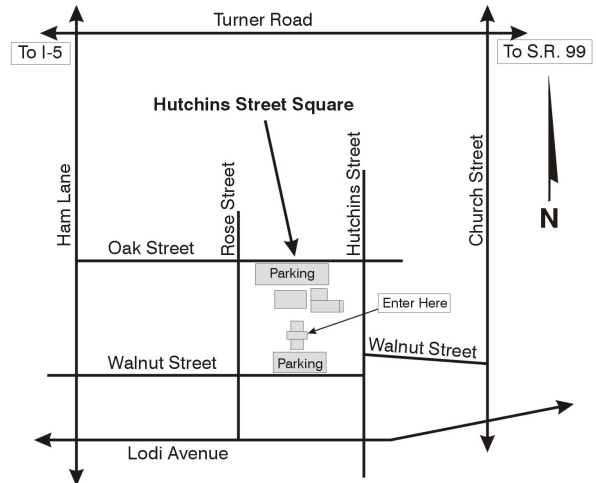 Turner Road
To I-5
To S.R. 99
Hutchins Street Square
Ham Lane
Rose Street
Hutchins Street
Church Street
N
Oak Street
Parking
Enter Here
Walnut Street
Walnut Street
Parking
Lodi Avenue